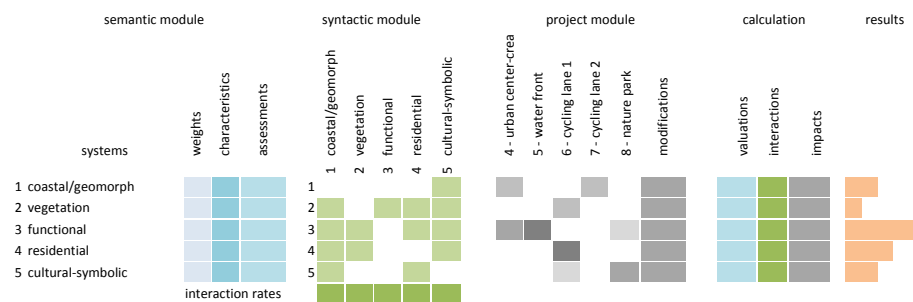 semantic module
syntactic module
project module
calculation
results
systems
weights
characteristics
assessments
1 coastal/geomorph
2 vegetation
3 functional
4 residential
5 cultural-symbolic
4 - urban center-crea
5 - water front
6 - cycling lane 1
7 - cycling lane 2
8 - nature park
modifications
valuations
interactions
impacts
1 coastal/geomorph
1
2 vegetation
2
3 functional
3
4 residential
4
5 cultural-symbolic
5
interaction rates